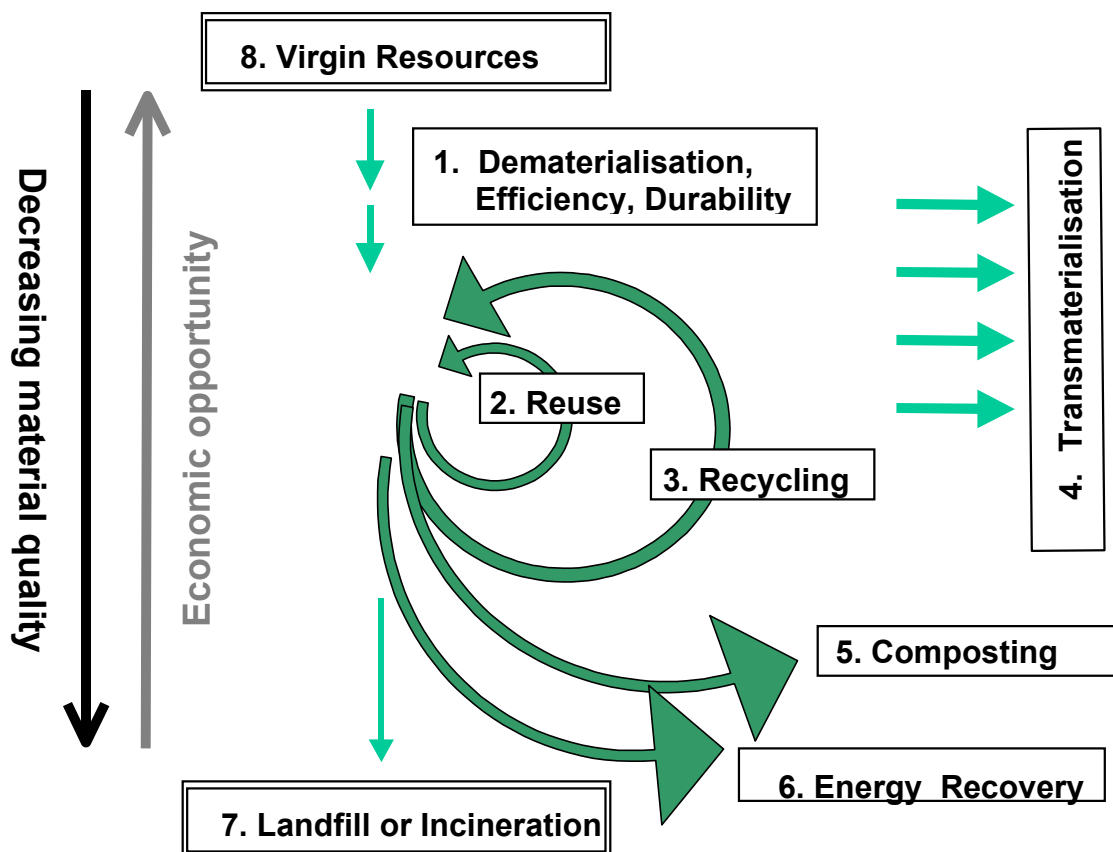 8. Virgin Resources
1. Dematerialisation,
Efficiency, Durability
4. Transmaterialisation
Decreasing material quality
Economic opportunity
2. Reuse
3. Recycling
5. Composting
6. Energy Recovery
7. Landfill or Incineration